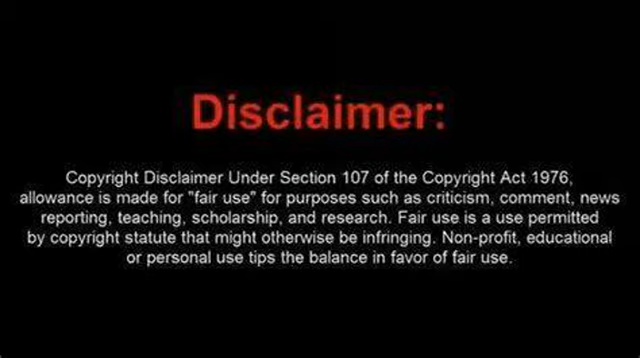 Disclaimer:
Copyright Disclaimer Under Section 107 of the Copyright Act 1976,
allowance is made for "fair use" for purposes such as criticism, comment, news
reporting, teaching, scholarship, and research. Fair use is a use permitted
by copyright statute that might otherwise be infringing. Non-profit, educational
or personal use tips the balance in favor of fair use.